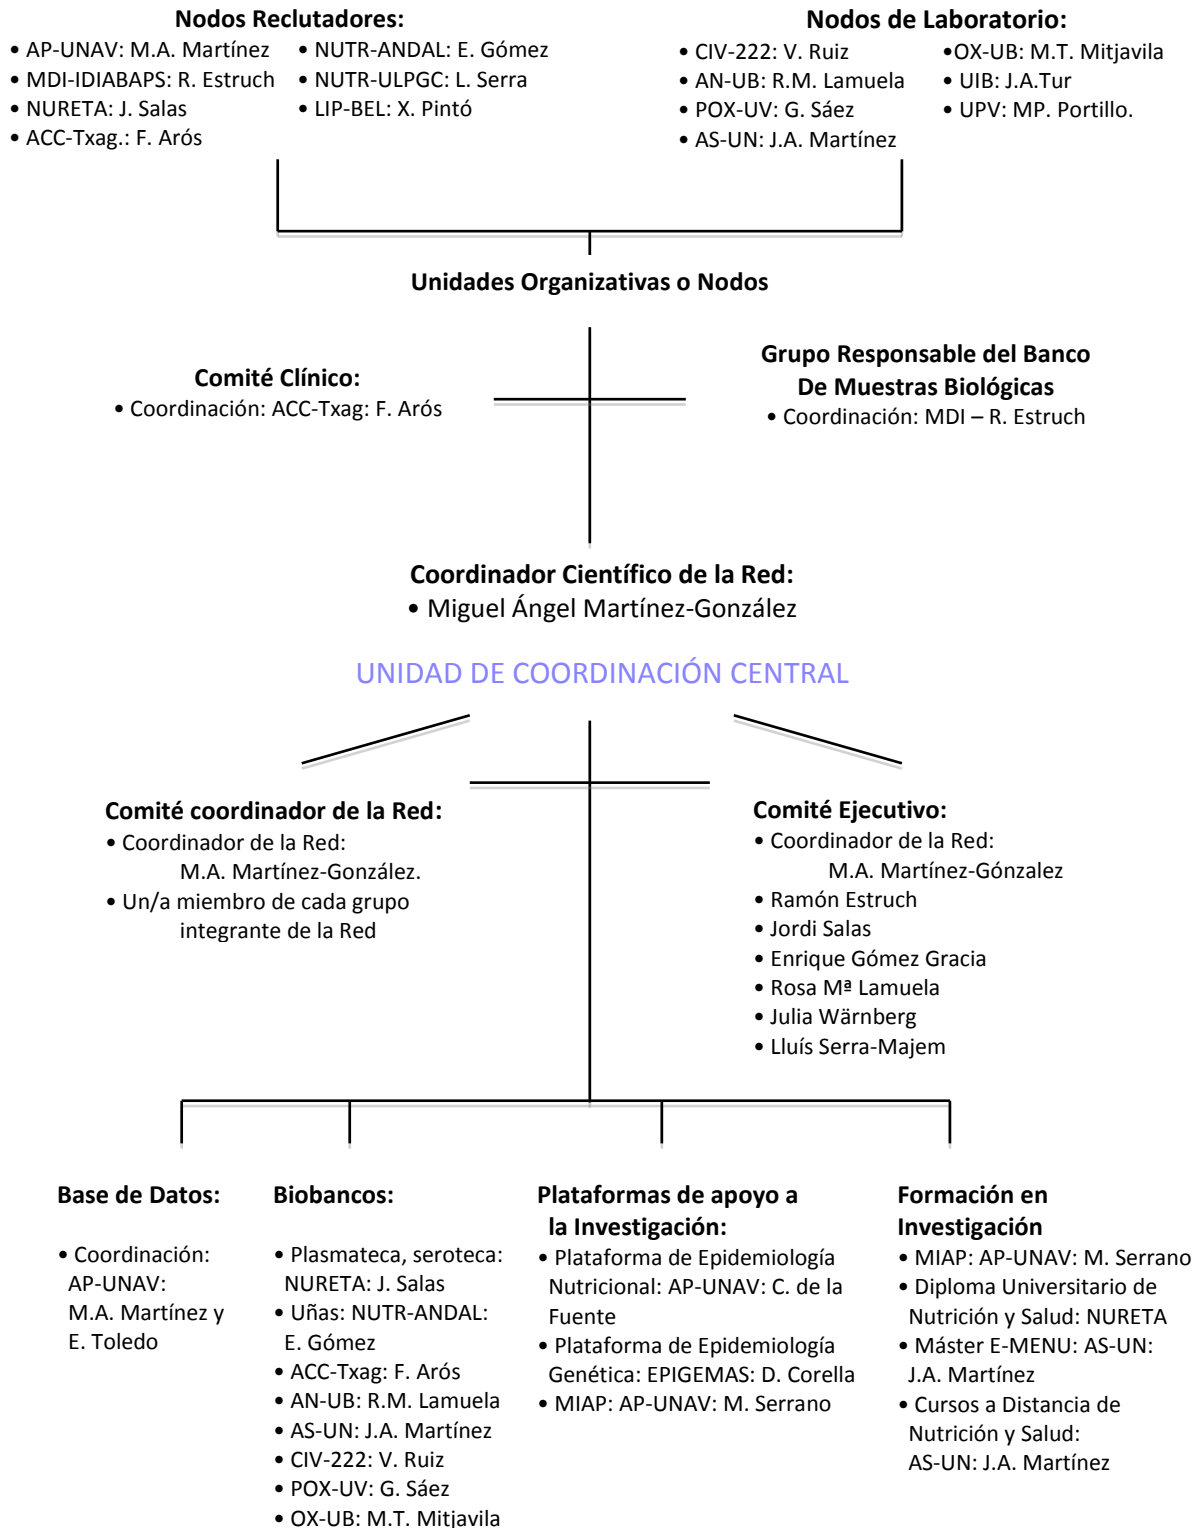 Nodos Reclutadores:
• AP-UNAV: M.A. Martínez
• MDI-IDIABAPS: R. Estruch
• NURETA: J. Salas
• ACC-Txag.: F. Arós
• NUTR-ANDAL: E. Gómez
• NUTR-ULPGC: L. Serra
• LIP-BEL: X. Pintó
Nodos de Laboratorio:
• CIV-222: V. Ruiz
• AN-UB: R.M. Lamuela
• POX-UV: G. Sáez
• AS-UN: J.A. Martínez
•OX-UB: M.T. Mitjavila
• UIB: J.A.Tur
• UPV: MP. Portillo.
Unidades Organizativas o Nodos
Comité Clínico:
• Coordinación: ACC-Txag: F. Arós
Grupo Responsable del Banco
De Muestras Biológicas
• Coordinación: MDI – R. Estruch
Coordinador Científico de la Red:
• Miguel Ángel Martínez-González
UNIDAD DE COORDINACIÓN CENTRAL
Comité coordinador de la Red:
• Coordinador de la Red:
M.A. Martínez-González.
• Un/a miembro de cada grupo
integrante de la Red
Comité Ejecutivo:
• Coordinador de la Red:
M.A. Martínez-Gónzalez
• Ramón Estruch
• Jordi Salas
• Enrique Gómez Gracia
• Rosa Mª Lamuela
• Julia Wärnberg
• Lluís Serra-Majem
Base de Datos:
• Coordinación:
AP-UNAV:
M.A. Martínez y
E. Toledo
Biobancos:
• Plasmateca, seroteca:
NURETA: J. Salas
• Uñas: NUTR-ANDAL:
E. Gómez
• ACC-Txag: F. Arós
• AN-UB: R.M. Lamuela
• AS-UN: J.A. Martínez
• CIV-222: V. Ruiz
• POX-UV: G. Sáez
• OX-UB: M.T. Mitjavila
Plataformas de apoyo a
la Investigación:
• Plataforma de Epidemiología
Nutricional: AP-UNAV: C. de la
Fuente
• Plataforma de Epidemiología
Genética: EPIGEMAS: D. Corella
• MIAP: AP-UNAV: M. Serrano
Formación en
Investigación
• MIAP: AP-UNAV: M. Serrano
• Diploma Universitario de
Nutrición y Salud: NURETA
• Máster E-MENU: AS-UN:
J.A. Martínez
• Cursos a Distancia de
Nutrición y Salud:
AS-UN: J.A. Martínez